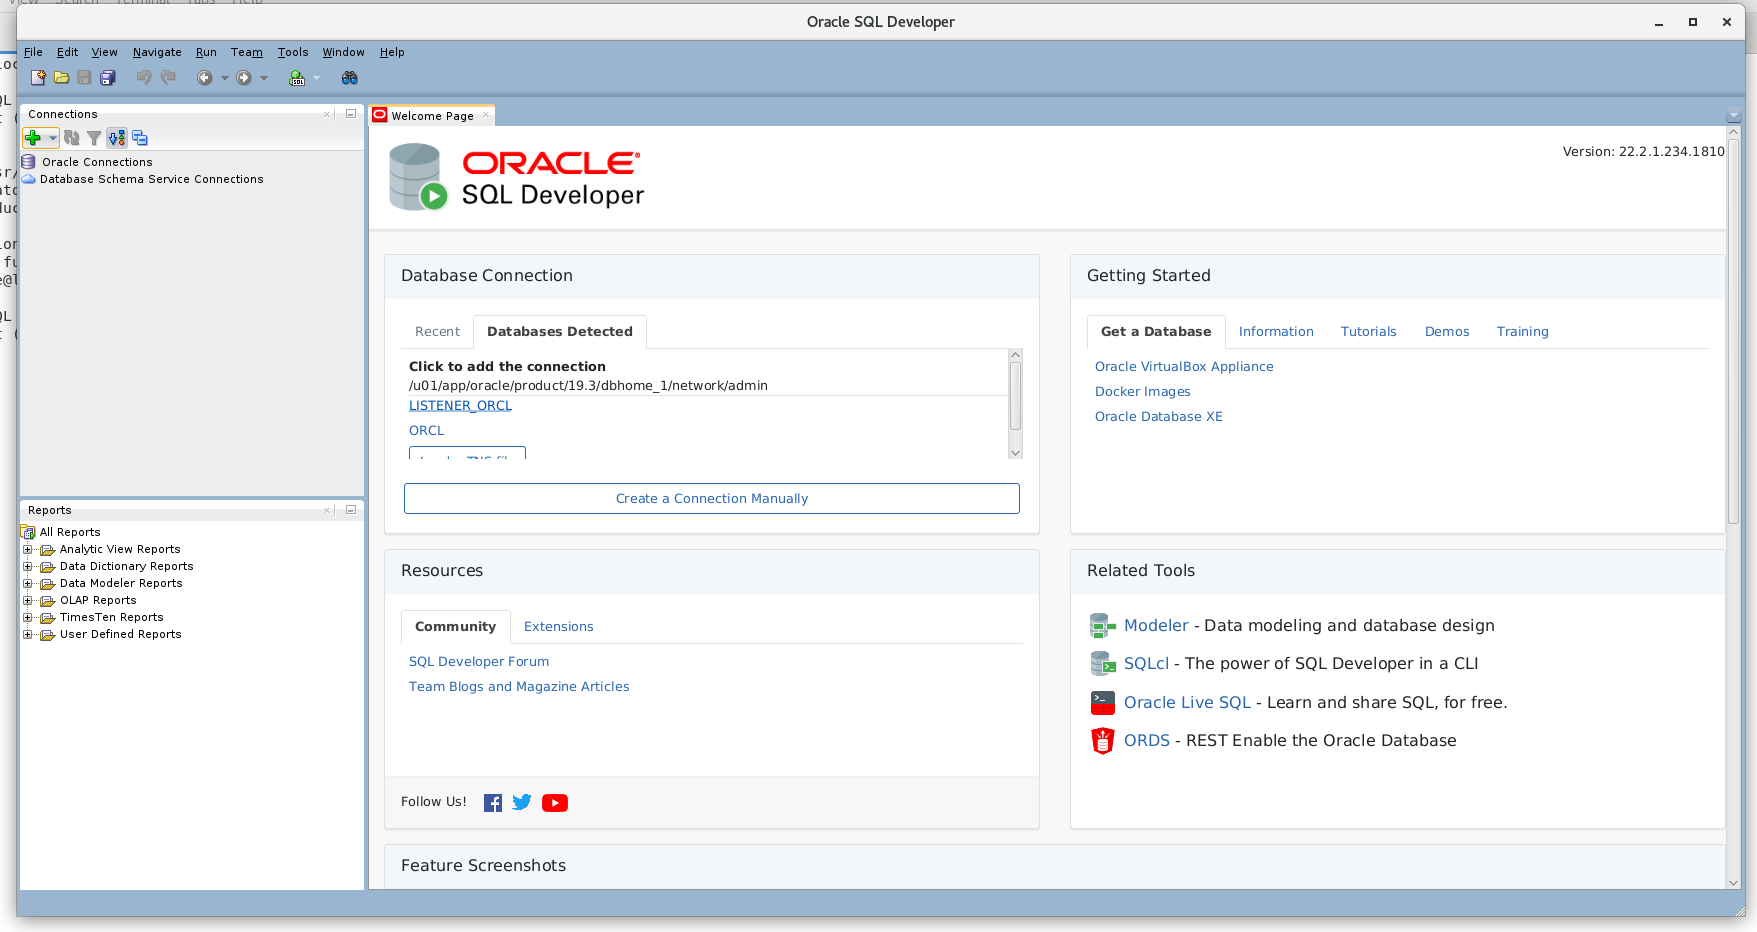 Oracle SQL Developer
File Edit View Navigate Run Team Tools Window Help
Connections
Oracle Connections
Database Schema Service Connections
Reports
All Reports
Analytic View Reports
Data Dictionary Reports
Data Modeler Reports
OLAP Reports
TimesTen Reports
User Defined Reports
Welcome Page
ORACLE
SQL Developer
Version: 22.2.1.234.1810
Database Connection
Recent Databases Detected
Click to add the connection
/u01/app/oracle/product/19.3/dbhome_1/network/admin
LISTENER_ORCL
ORCL
Create a Connection Manually
Getting Started
Get a Database Information Tutorials Demos Training
Oracle VirtualBox Appliance
Docker Images
Oracle Database XE
Resources
Community Extensions
SQL Developer Forum
Team Blogs and Magazine Articles
Follow Us!
Related Tools
Modeler - Data modeling and database design
SQLcl - The power of SQL Developer in a CLI
Oracle Live SQL - Learn and share SQL, for free.
ORDS - REST Enable the Oracle Database
Feature Screenshots